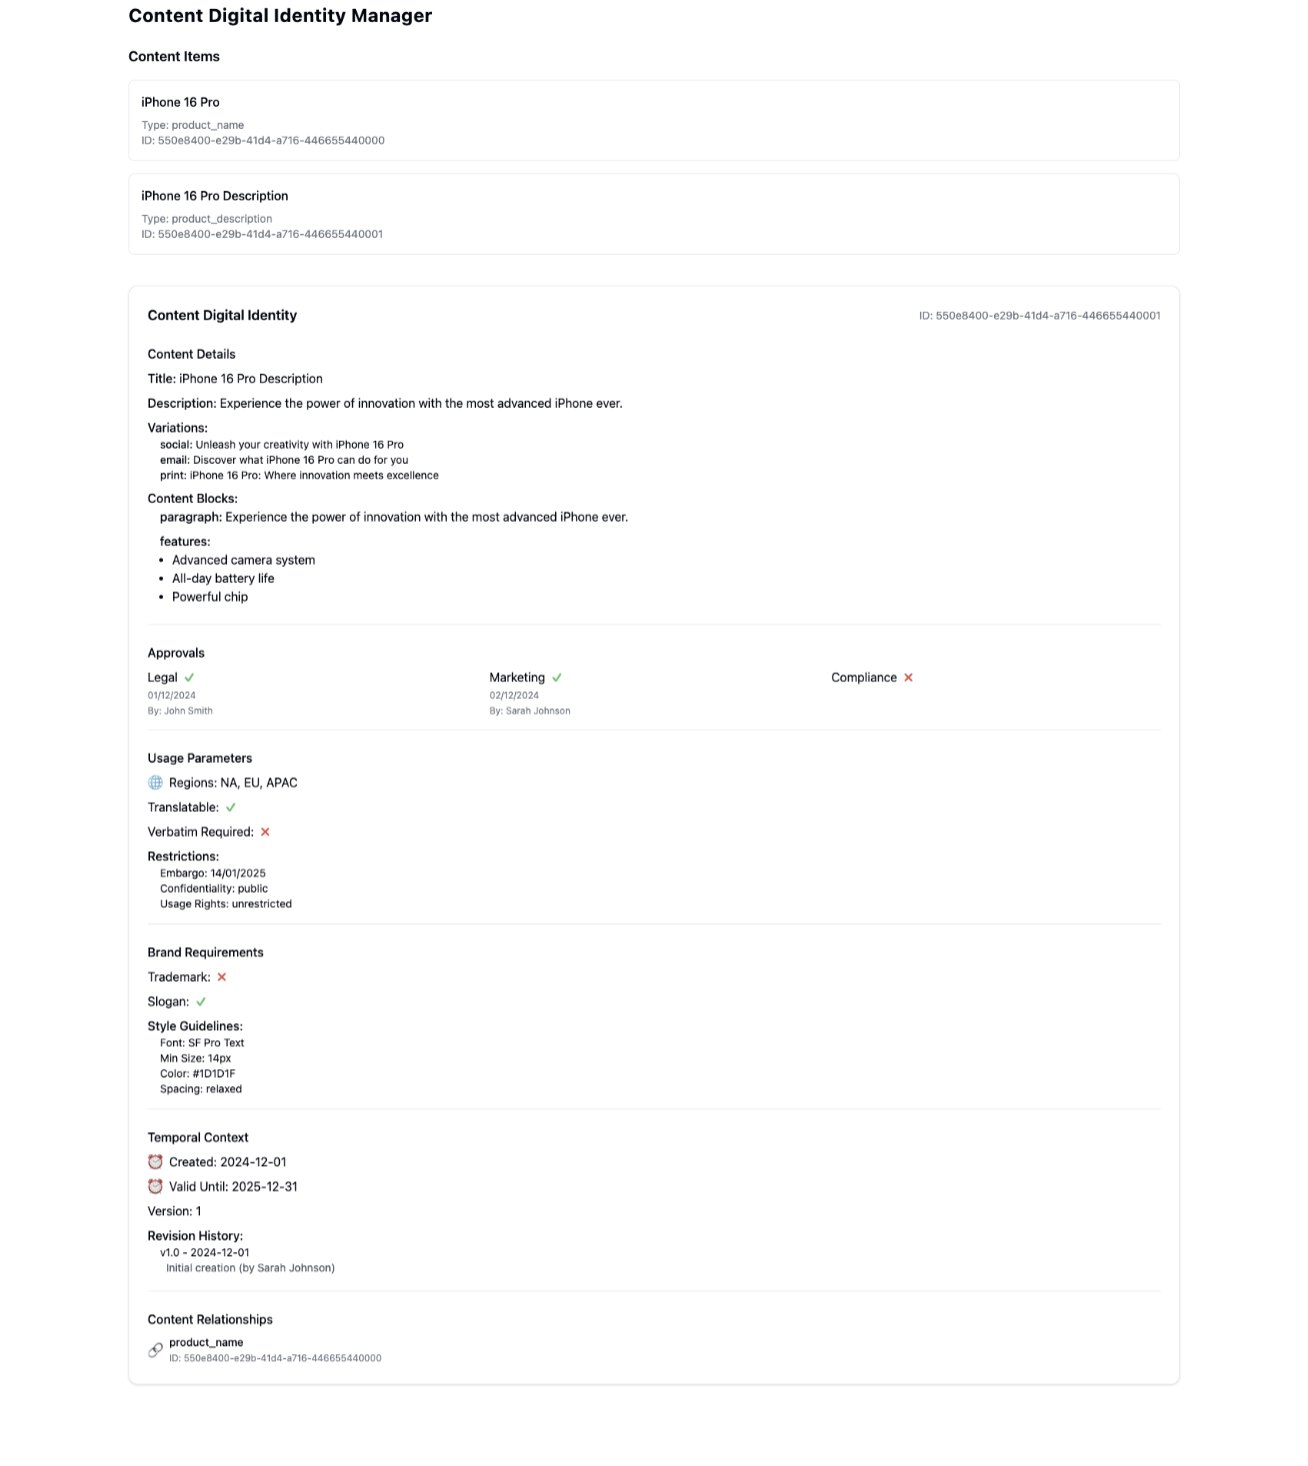 Content Digital Identity Manager
Content Items
iPhone 16 Pro
Type: product_name
ID: 550e8400-e29b-41d4-a716-446655440000
iPhone 16 Pro Description
Type: product_description
ID: 550e8400-e29b-41d4-a716-446655440001
Content Digital Identity ID: 550e8400-e29b-41d4-a716-446655440001
Content Details
Title: iPhone 16 Pro Description
Description: Experience the power of innovation with the most advanced iPhone ever.
Variations:
social: Unleash your creativity with iPhone 16 Pro
email: Discover what iPhone 16 Pro can do for you
print: iPhone 16 Pro: Where innovation meets excellence
Content Blocks:
paragraph: Experience the power of innovation with the most advanced iPhone ever.
features:
• Advanced camera system
• All-day battery life
• Powerful chip
Approvals
Legal ✓ Marketing ✓ Compliance ✕
01/12/2024 02/12/2024
By: John Smith By: Sarah Johnson
Usage Parameters
Regions: NA, EU, APAC
Translatable: ✓
Verbatim Required: ✕
Restrictions:
Embargo: 14/01/2025
Confidentiality: public
Usage Rights: unrestricted
Brand Requirements
Trademark: ✕
Slogan: ✓
Style Guidelines:
Font: SF Pro Text
Min Size: 14px
Color: #1D1D1F
Spacing: relaxed
Temporal Context
Created: 2024-12-01
Valid Until: 2025-12-31
Version: 1
Revision History:
v1.0 - 2024-12-01
Initial creation (by Sarah Johnson)
Content Relationships
product_name
ID: 550e8400-e29b-41d4-a716-446655440000